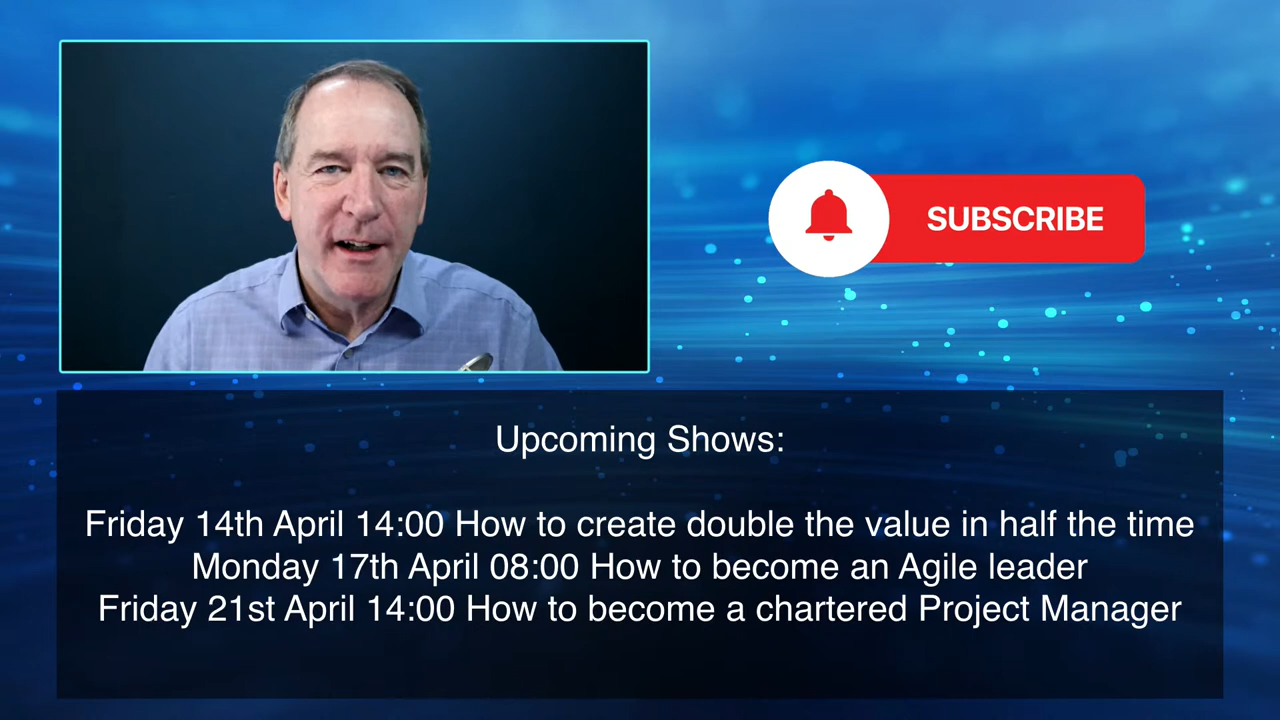 SUBSCRIBE
Upcoming Shows:
Friday 14th April 14:00 How to create double the value in half the time
Monday 17th April 08:00 How to become an Agile leader
Friday 21st April 14:00 How to become a chartered Project Manager